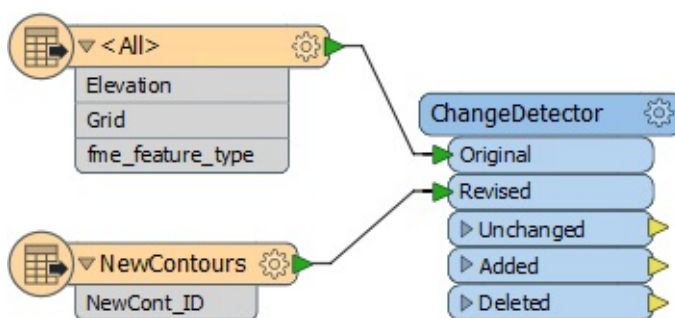 <All>
Elevation
Grid
fme_feature_type
ChangeDetector
Original
Revised
Unchanged
Added
Deleted
NewContours
NewCont_ID